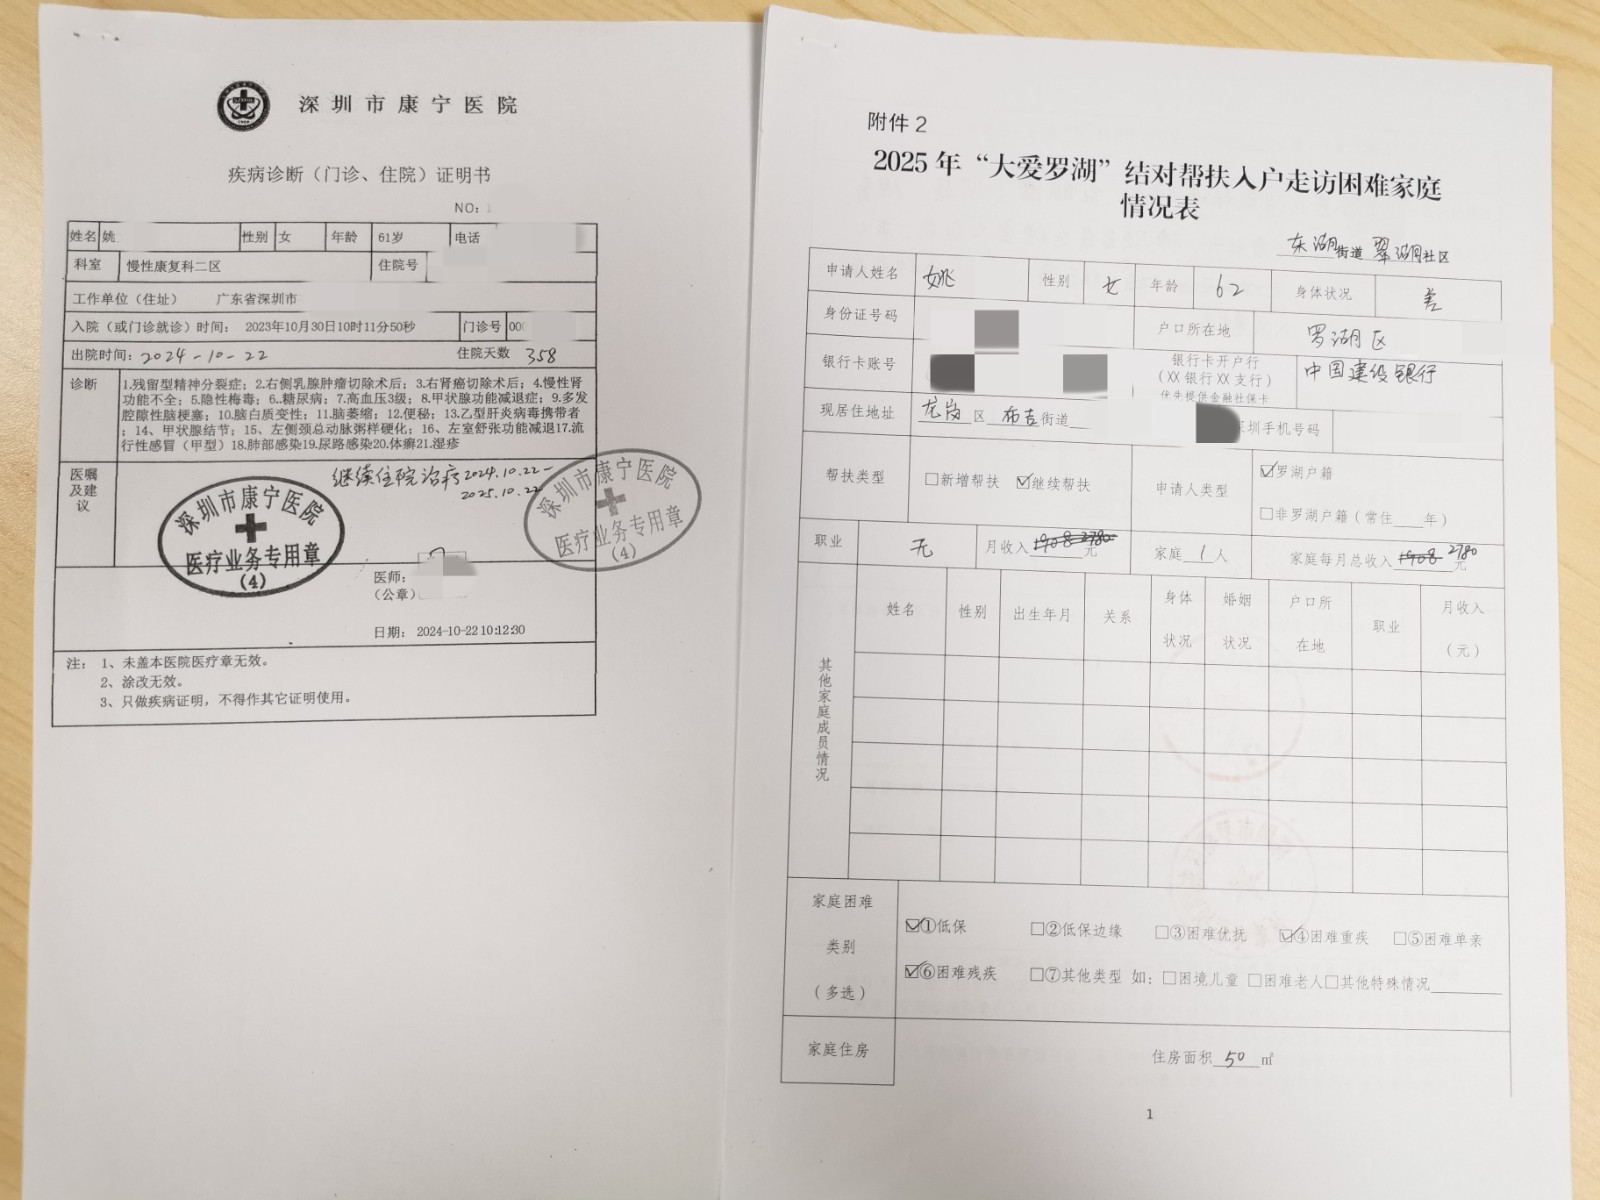 深圳市康宁医院
疾病诊断（门诊、住院）证明书
NO:
姓名 姚 性别 女 年龄 61岁 电话
科室 慢性康复科二区 住院号
工作单位（住址） 广东省深圳市
入院（或门诊就诊）时间： 2023年10月30日10时11分50秒 门诊号 00
出院时间：2024-10-22 住院天数 358
诊断 1.残留型精神分裂症；2.右侧乳腺肿瘤切除术后；3.右肾癌切除术后；4.慢性肾
功能不全；5.隐性梅毒；6.糖尿病；7.高血压3级；8.甲状腺功能减退症；9.多发
腔隙性脑梗塞；10.脑白质变性；11.脑萎缩；12.便秘；13.乙型肝炎病毒携带者
；14、甲状腺结节；15、左侧颈总动脉粥样硬化；16、左室舒张功能减退17.流
行性感冒（甲型）18.肺部感染19.尿路感染20.体癣21.湿疹
医嘱及建议 继续住院治疗2024.10.22-
2025.10.22
深圳市康宁医院
医疗业务专用章
(4)
深圳市康宁医院
医疗业务专用章
(4)
医师：
（公章）
日期： 2024-10-22 10:12:30
注： 1、未盖本医院医疗章无效。
2、涂改无效。
3、只做疾病证明，不得作其它证明使用。
附件2
2025年“大爱罗湖”结对帮扶入户走访困难家庭
情况表
东湖街道 翠湖社区
申请人姓名 姚 性别 女 年龄 62 身体状况 差
身份证号码 户口所在地 罗湖区
银行卡账号 银行卡开户行
（XX银行XX支行）
优先提供金融社保卡
中国建设银行
现居住地址 龙岗区 布吉街道 深圳手机号码
帮扶类型 □新增帮扶 ☑继续帮扶 申请人类型 ☑罗湖户籍
□非罗湖户籍（常住____年）
职业 无 月收入 1908 2780 元 家庭 1 人 家庭每月总收入 1908 2780 元
其他家庭成员情况 姓名 性别 出生年月 关系 身体状况 婚姻状况 户口所在地 职业 月收入（元）
家庭困难类别（多选） ☑①低保 □②低保边缘 □③困难优抚 ☑④困难重疾 □⑤困难单亲
☑⑥困难残疾 □⑦其他类型 如：□困境儿童 □困难老人□其他特殊情况
家庭住房 住房面积 50 ㎡
1